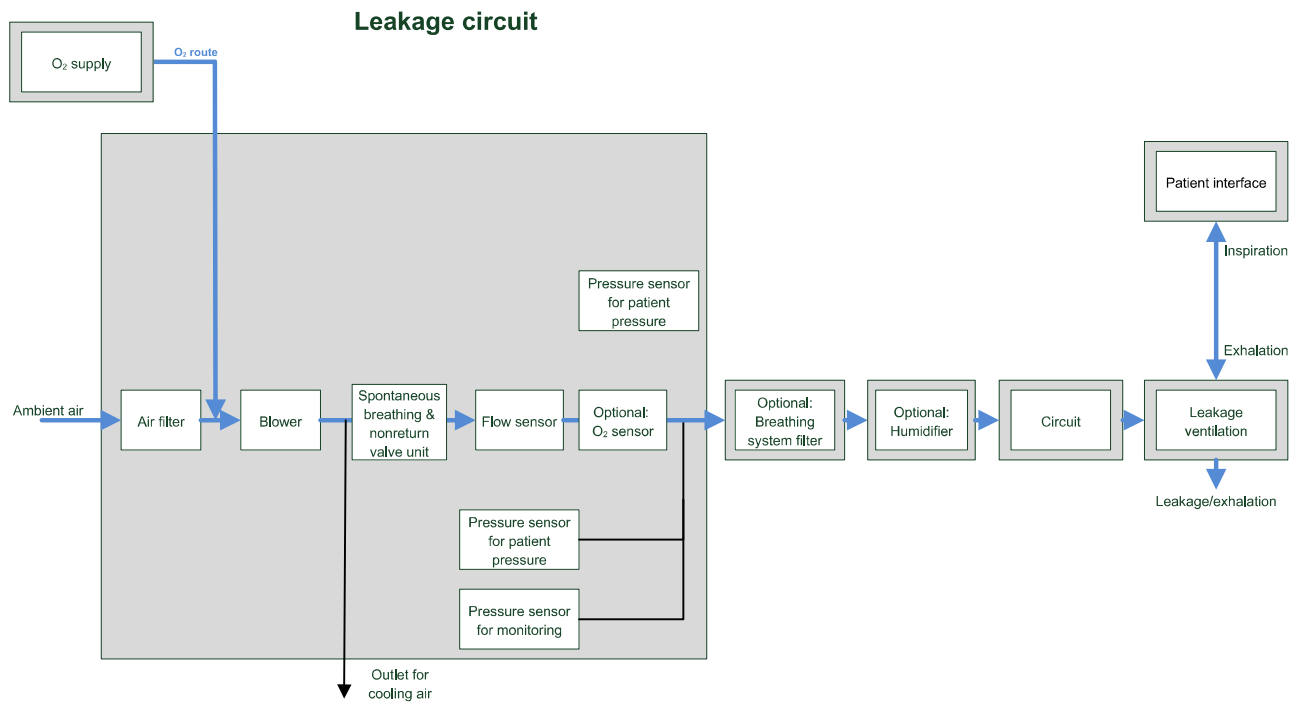 Leakage circuit
O₂ supply
O₂ route
Patient interface
Inspiration
Exhalation
Pressure sensor
for patient
pressure
Ambient air
Air filter
Blower
Spontaneous
breathing &
nonreturn
valve unit
Flow sensor
Optional:
O₂ sensor
Optional:
Breathing
system filter
Optional:
Humidifier
Circuit
Leakage
ventilation
Leakage/exhalation
Pressure sensor
for patient
pressure
Pressure sensor
for monitoring
Outlet for
cooling air